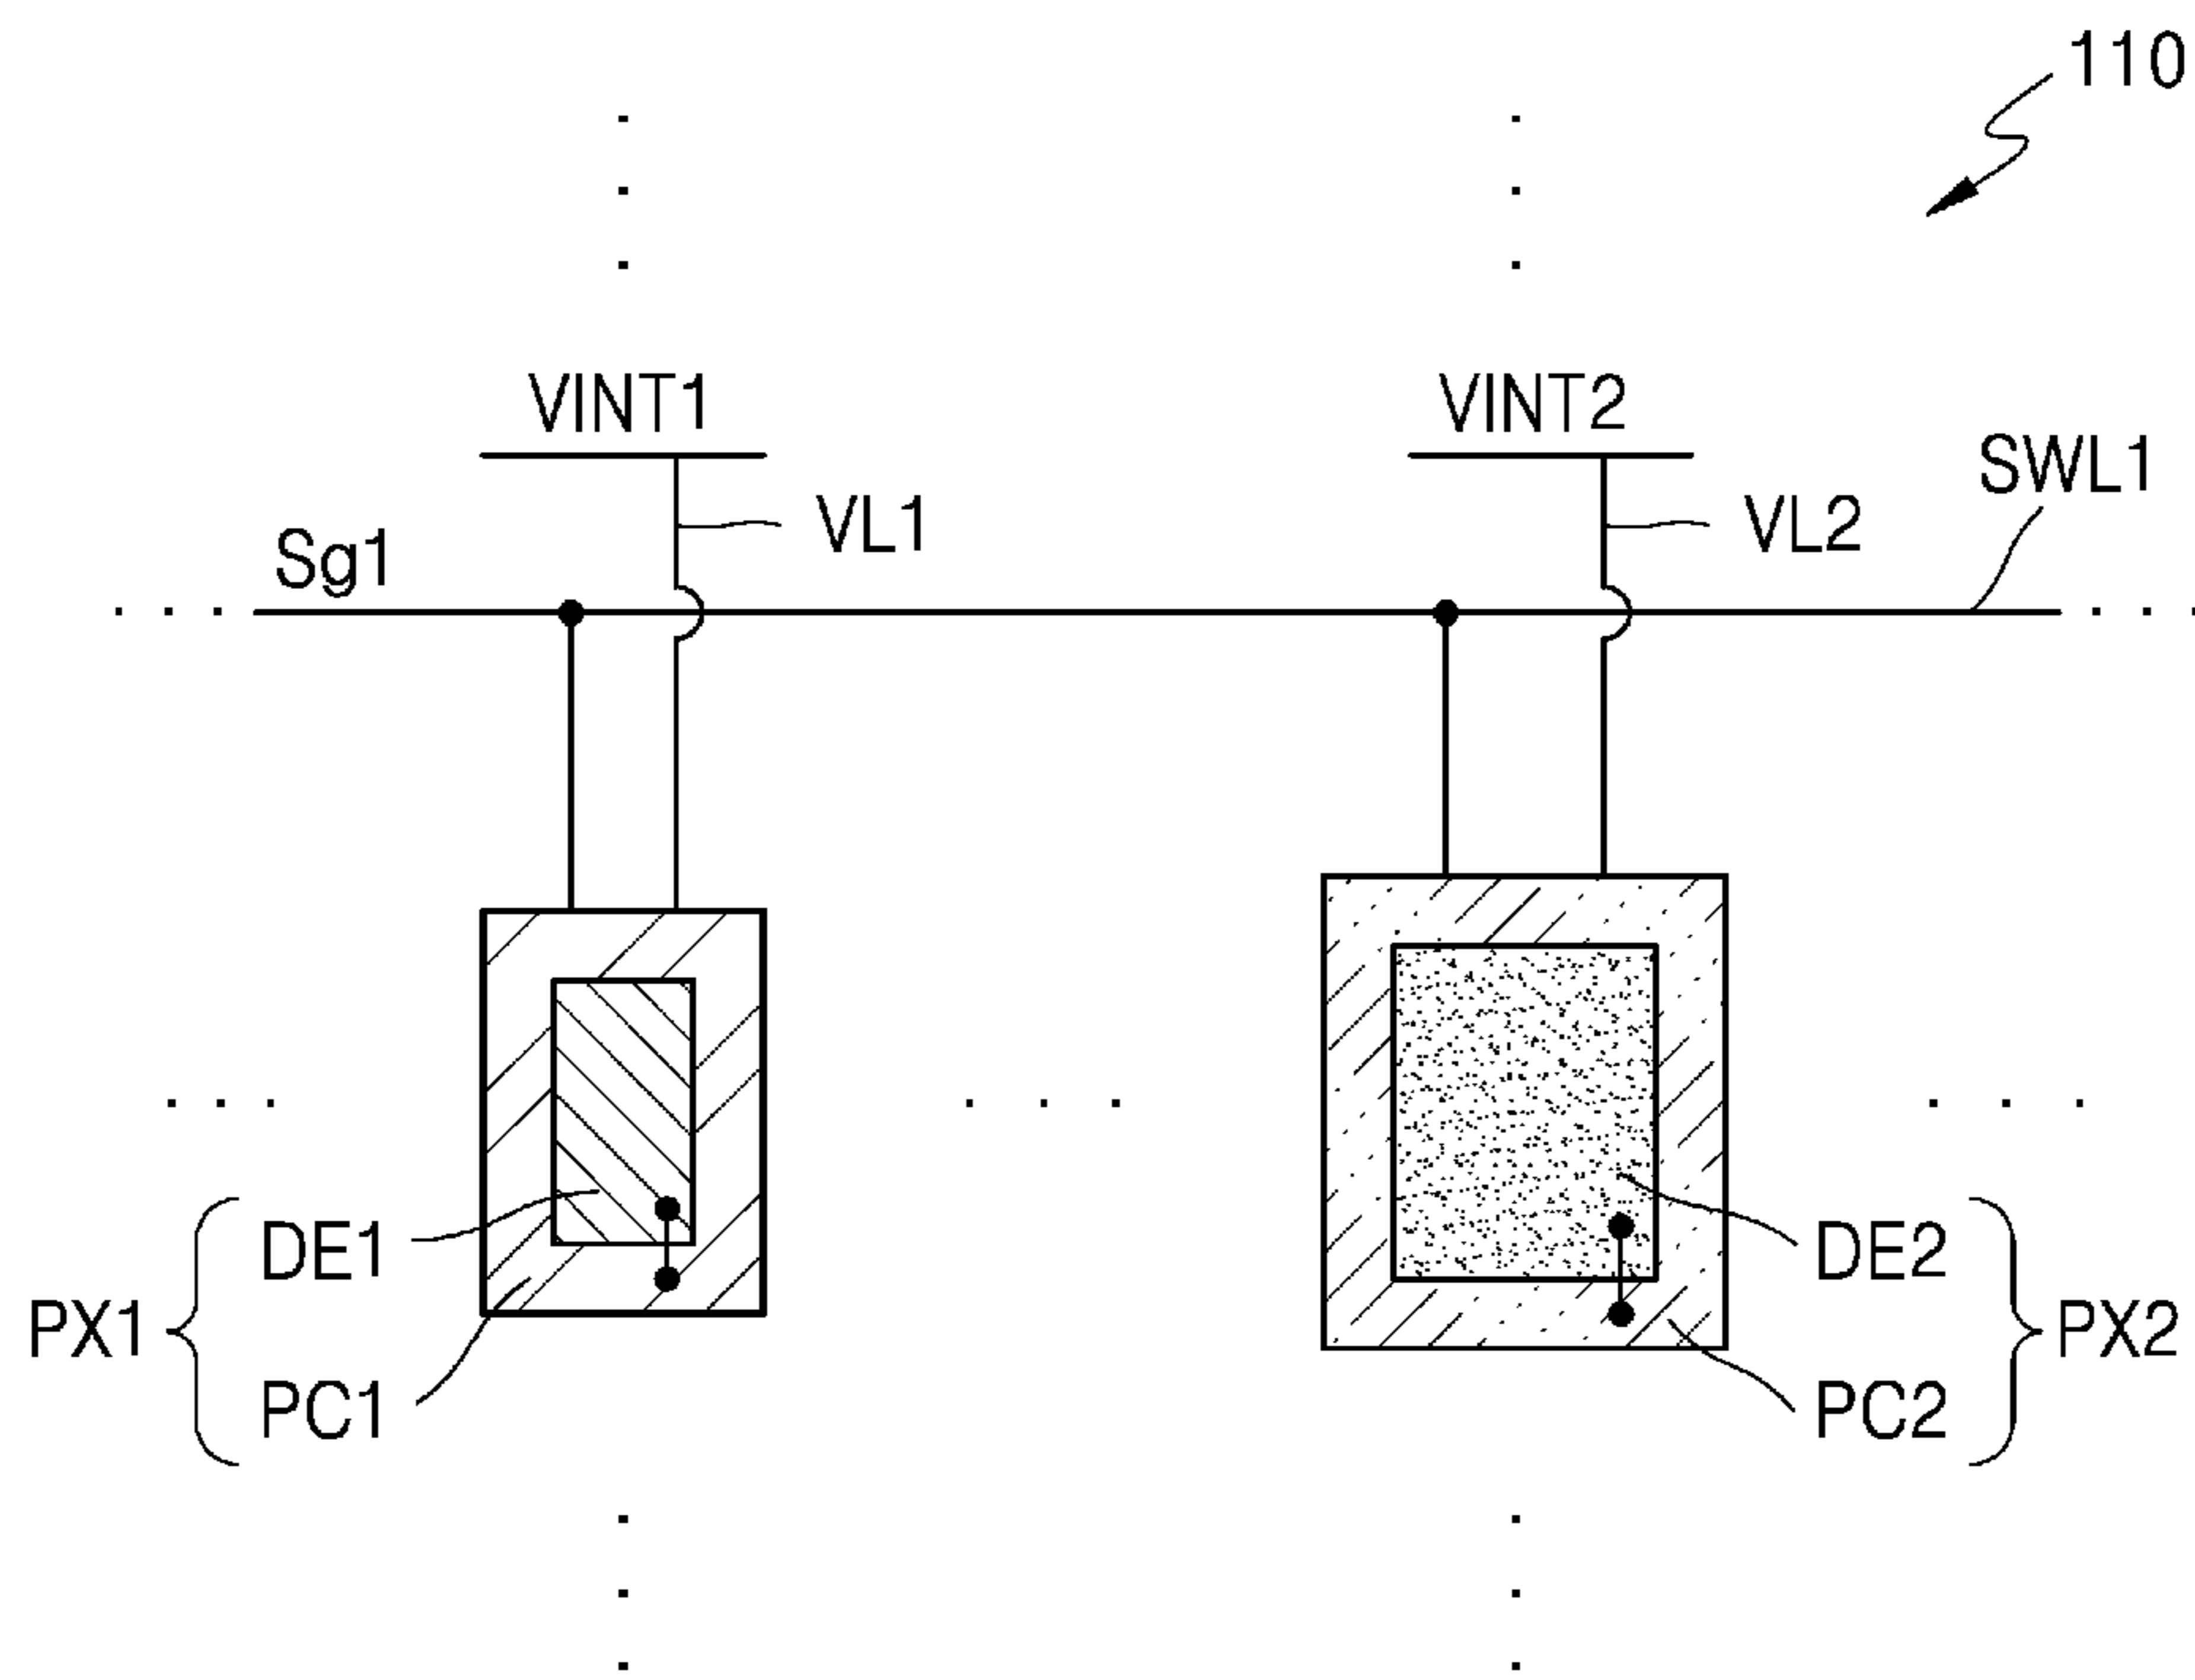 110
VINT1
VINT2
SWL1
VL1
VL2
Sg1
DE1
DE2
PX1
PX2
PC1
PC2